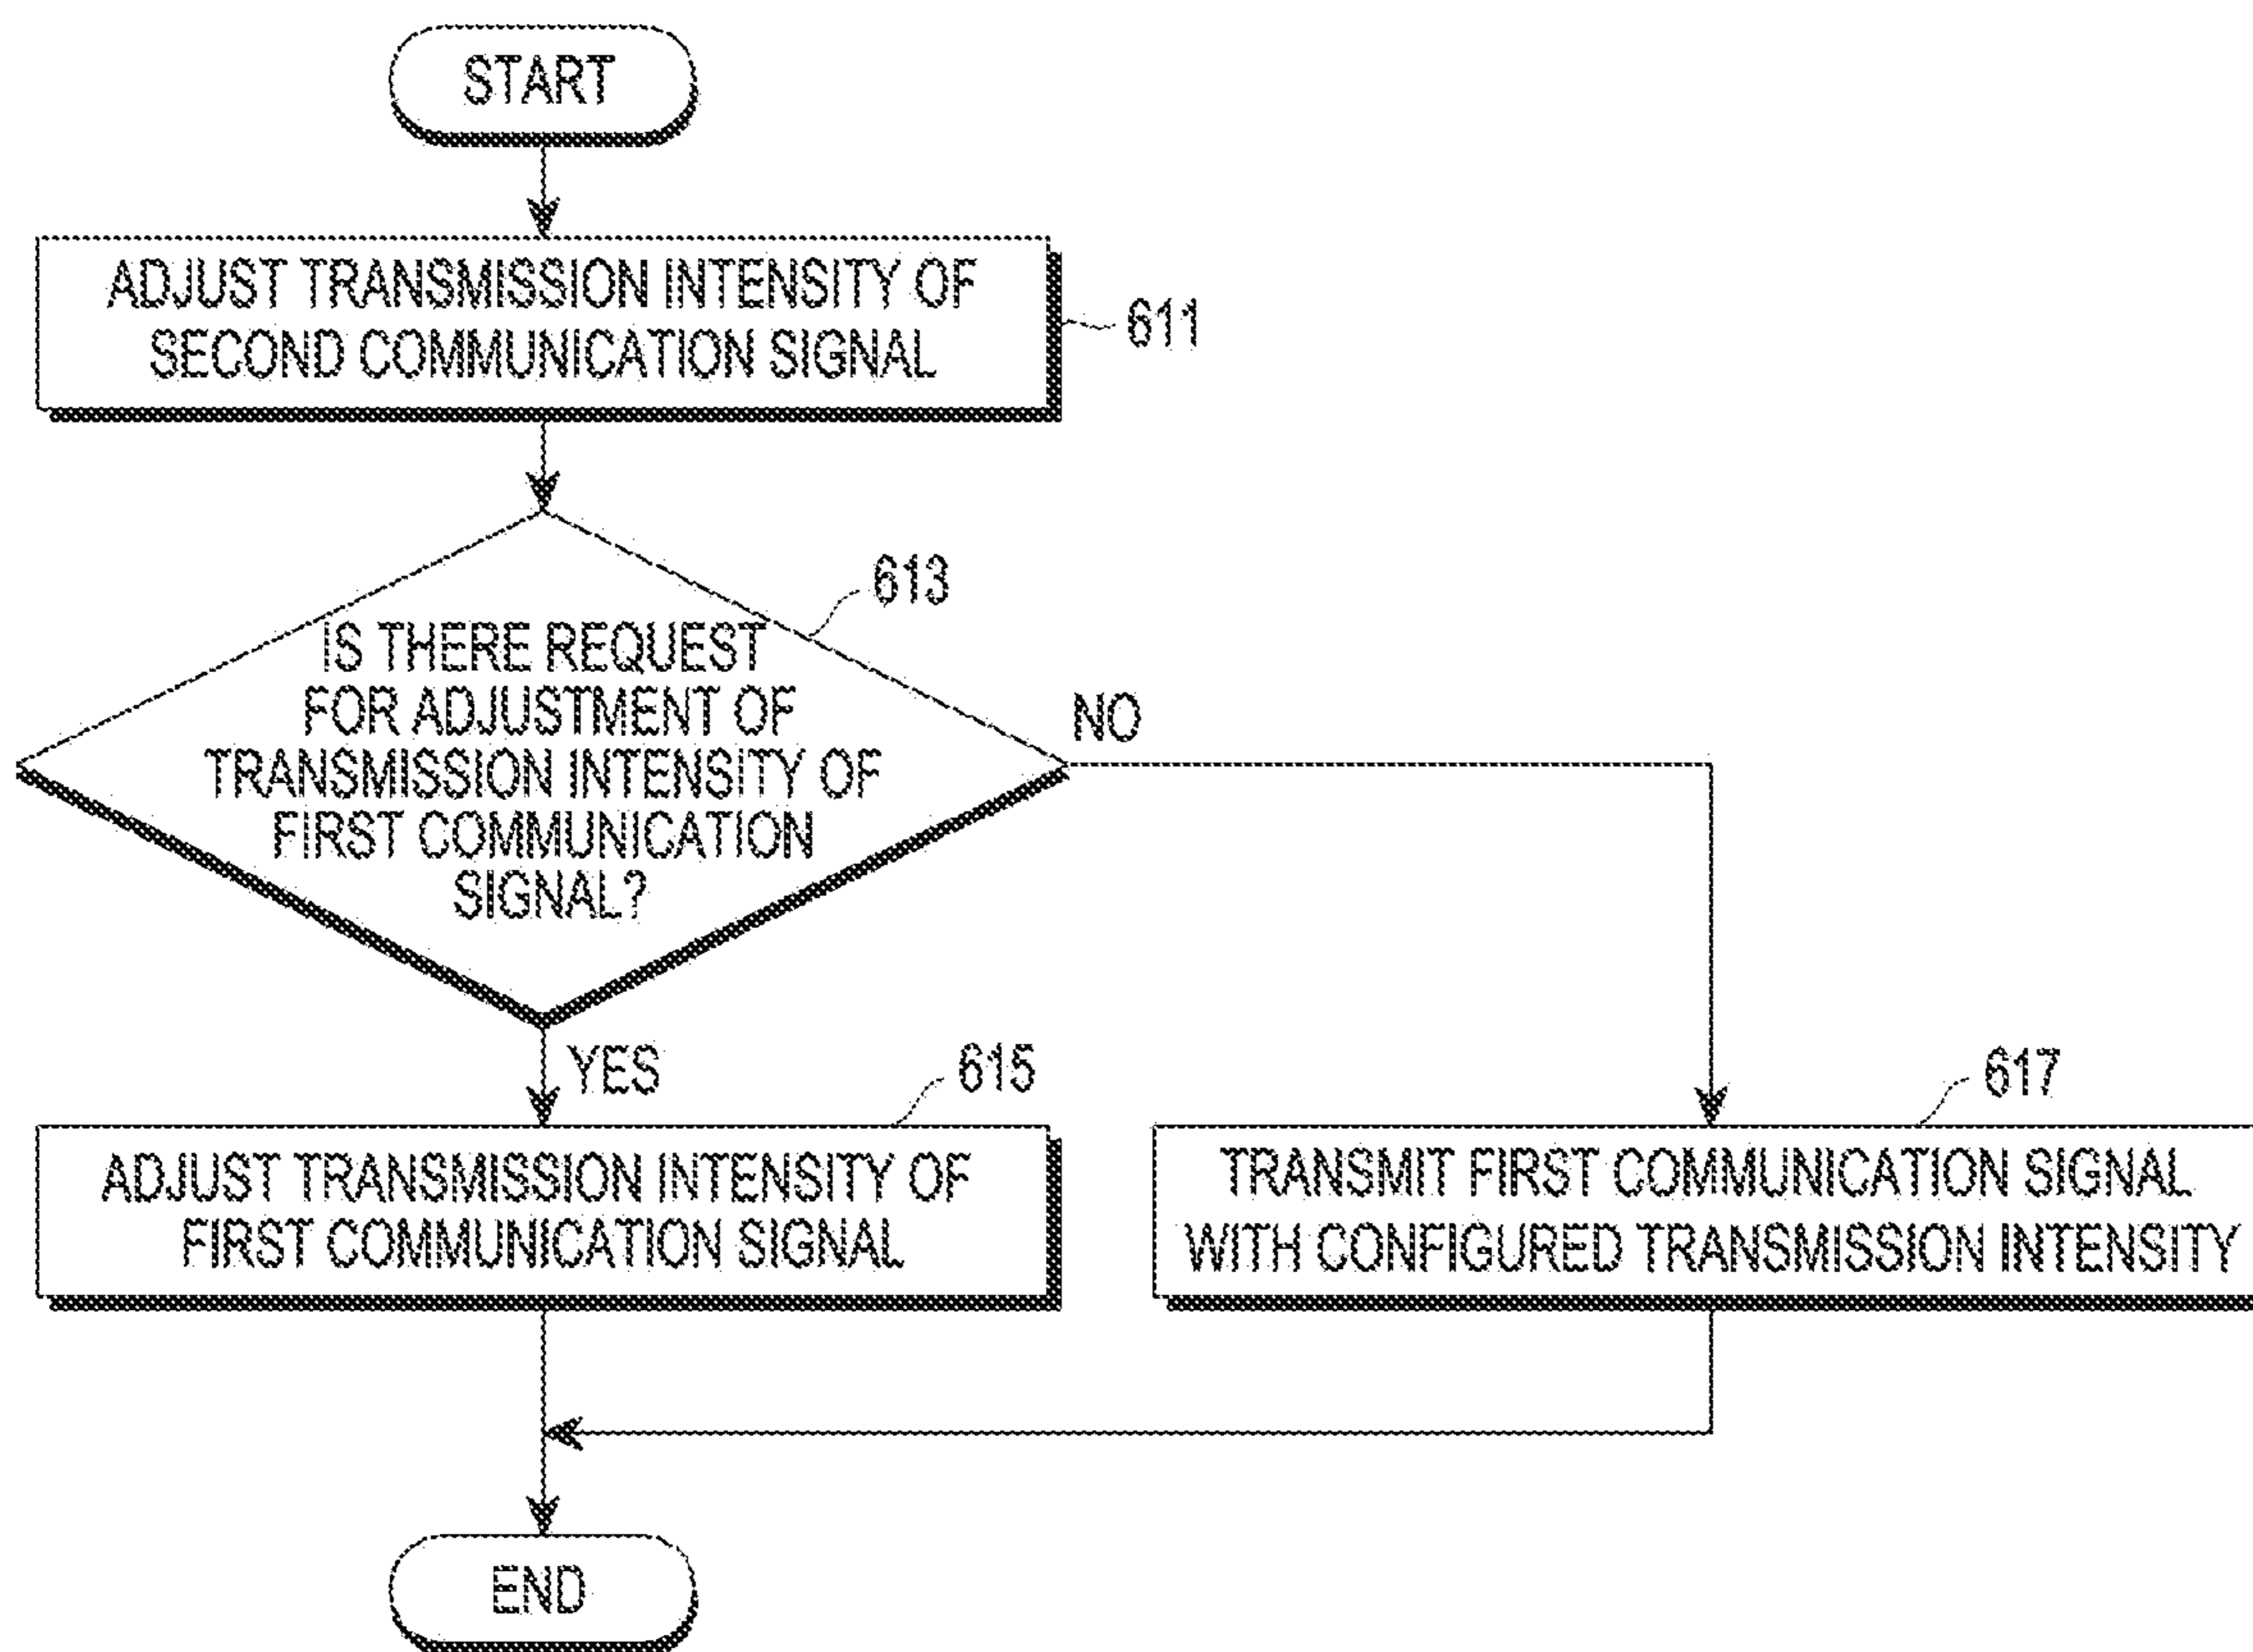 START
ADJUST TRANSMISSION INTENSITY OF
SECOND COMMUNICATION SIGNAL
611
613
IS THERE REQUEST
FOR ADJUSTMENT OF
TRANSMISSION INTENSITY OF
FIRST COMMUNICATION
SIGNAL?
NO
YES
615
ADJUST TRANSMISSION INTENSITY OF
FIRST COMMUNICATION SIGNAL
617
TRANSMIT FIRST COMMUNICATION SIGNAL
WITH CONFIGURED TRANSMISSION INTENSITY
END